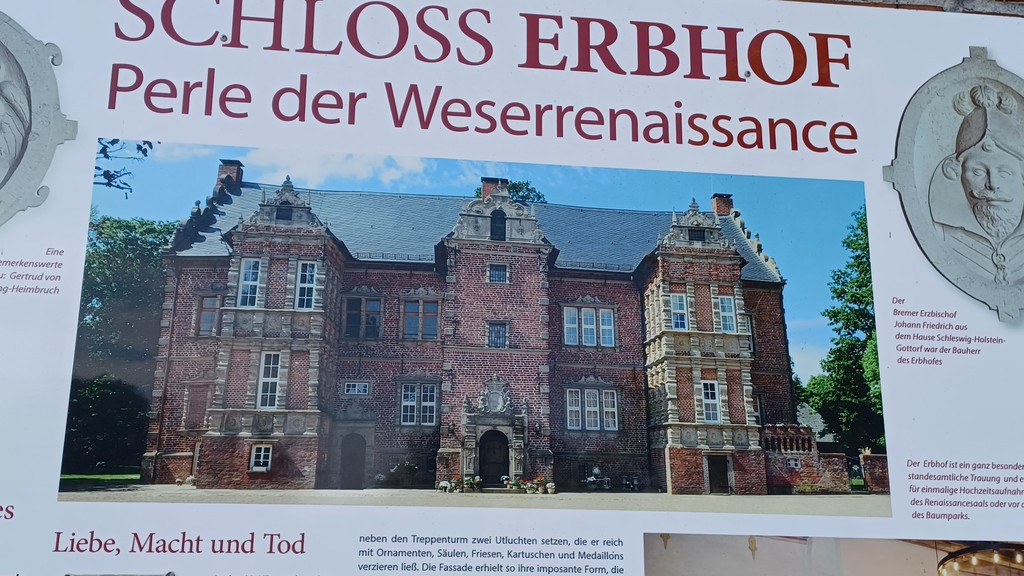 SCHLOSS ERBHOF
Perle der Weserrenaissance
Eine
emerkenswerte
u: Gertrud von
ng-Heimbruch
Der
Bremer Erzbischof
Johann Friedrich aus
dem Hause Schleswig-Holstein-
Gottorf war der Bauherr
des Erbhofes
Der Erbhof ist ein ganz besonder
standesamtliche Trauung und e
für einmalige Hochzeitsaufnahm
des Renaissancesaals oder vor d
des Baumparks.
es
Liebe, Macht und Tod
neben den Treppenturm zwei Utluchten setzen, die er reich
mit Ornamenten, Säulen, Friesen, Kartuschen und Medaillons
verzieren ließ. Die Fassade erhielt so ihre imposante Form, die